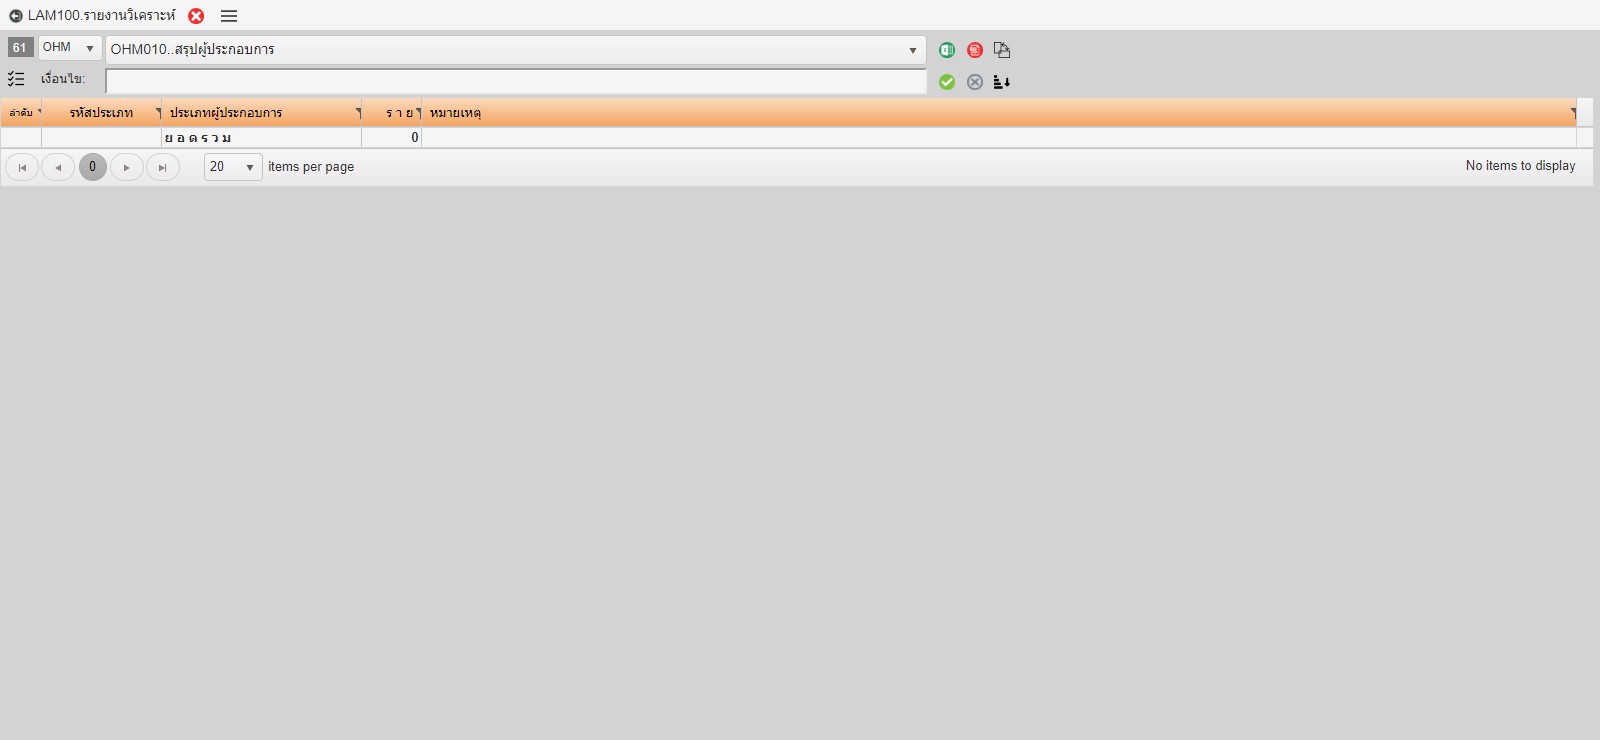 LAM100.รายงานวิเคราะห์
61 OHM OHM010..สรุปผู้ประกอบการ
เงื่อนไข:
ลำดับ รหัสประเภท ประเภทผู้ประกอบการ ร า ย หมายเหตุ
ย อ ด ร ว ม 0
0 20 items per page No items to display